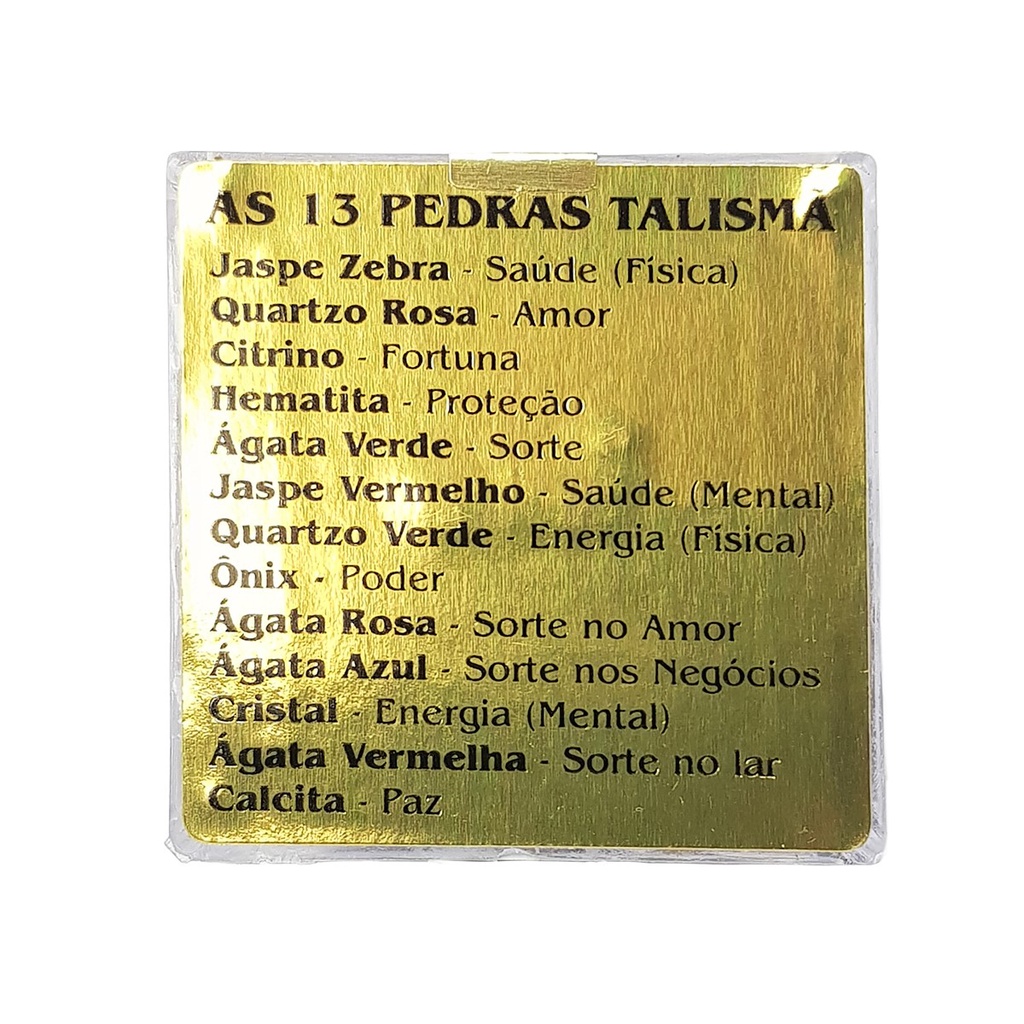 AS 13 PEDRAS TALISMÃ
Jaspe Zebra - Saúde (Física)
Quartzo Rosa - Amor
Citrino - Fortuna
Hematita - Proteção
Ágata Verde - Sorte
Jaspe Vermelho - Saúde (Mental)
Quartzo Verde - Energia (Física)
Ônix - Poder
Ágata Rosa - Sorte no Amor
Ágata Azul - Sorte nos Negócios
Cristal - Energia (Mental)
Ágata Vermelha - Sorte no lar
Calcita - Paz